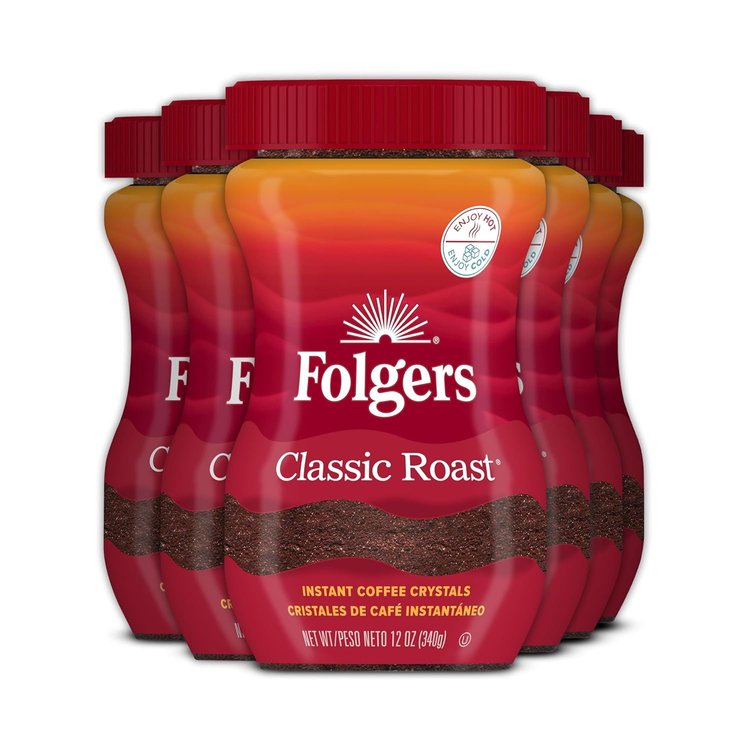 ENJOY HOT
ENJOY COLD
Folgers®
Classic Roast®
INSTANT COFFEE CRYSTALS
CRISTALES DE CAFÉ INSTANTÁNEO
NET WT/PESO NETO 12 OZ (340g) U